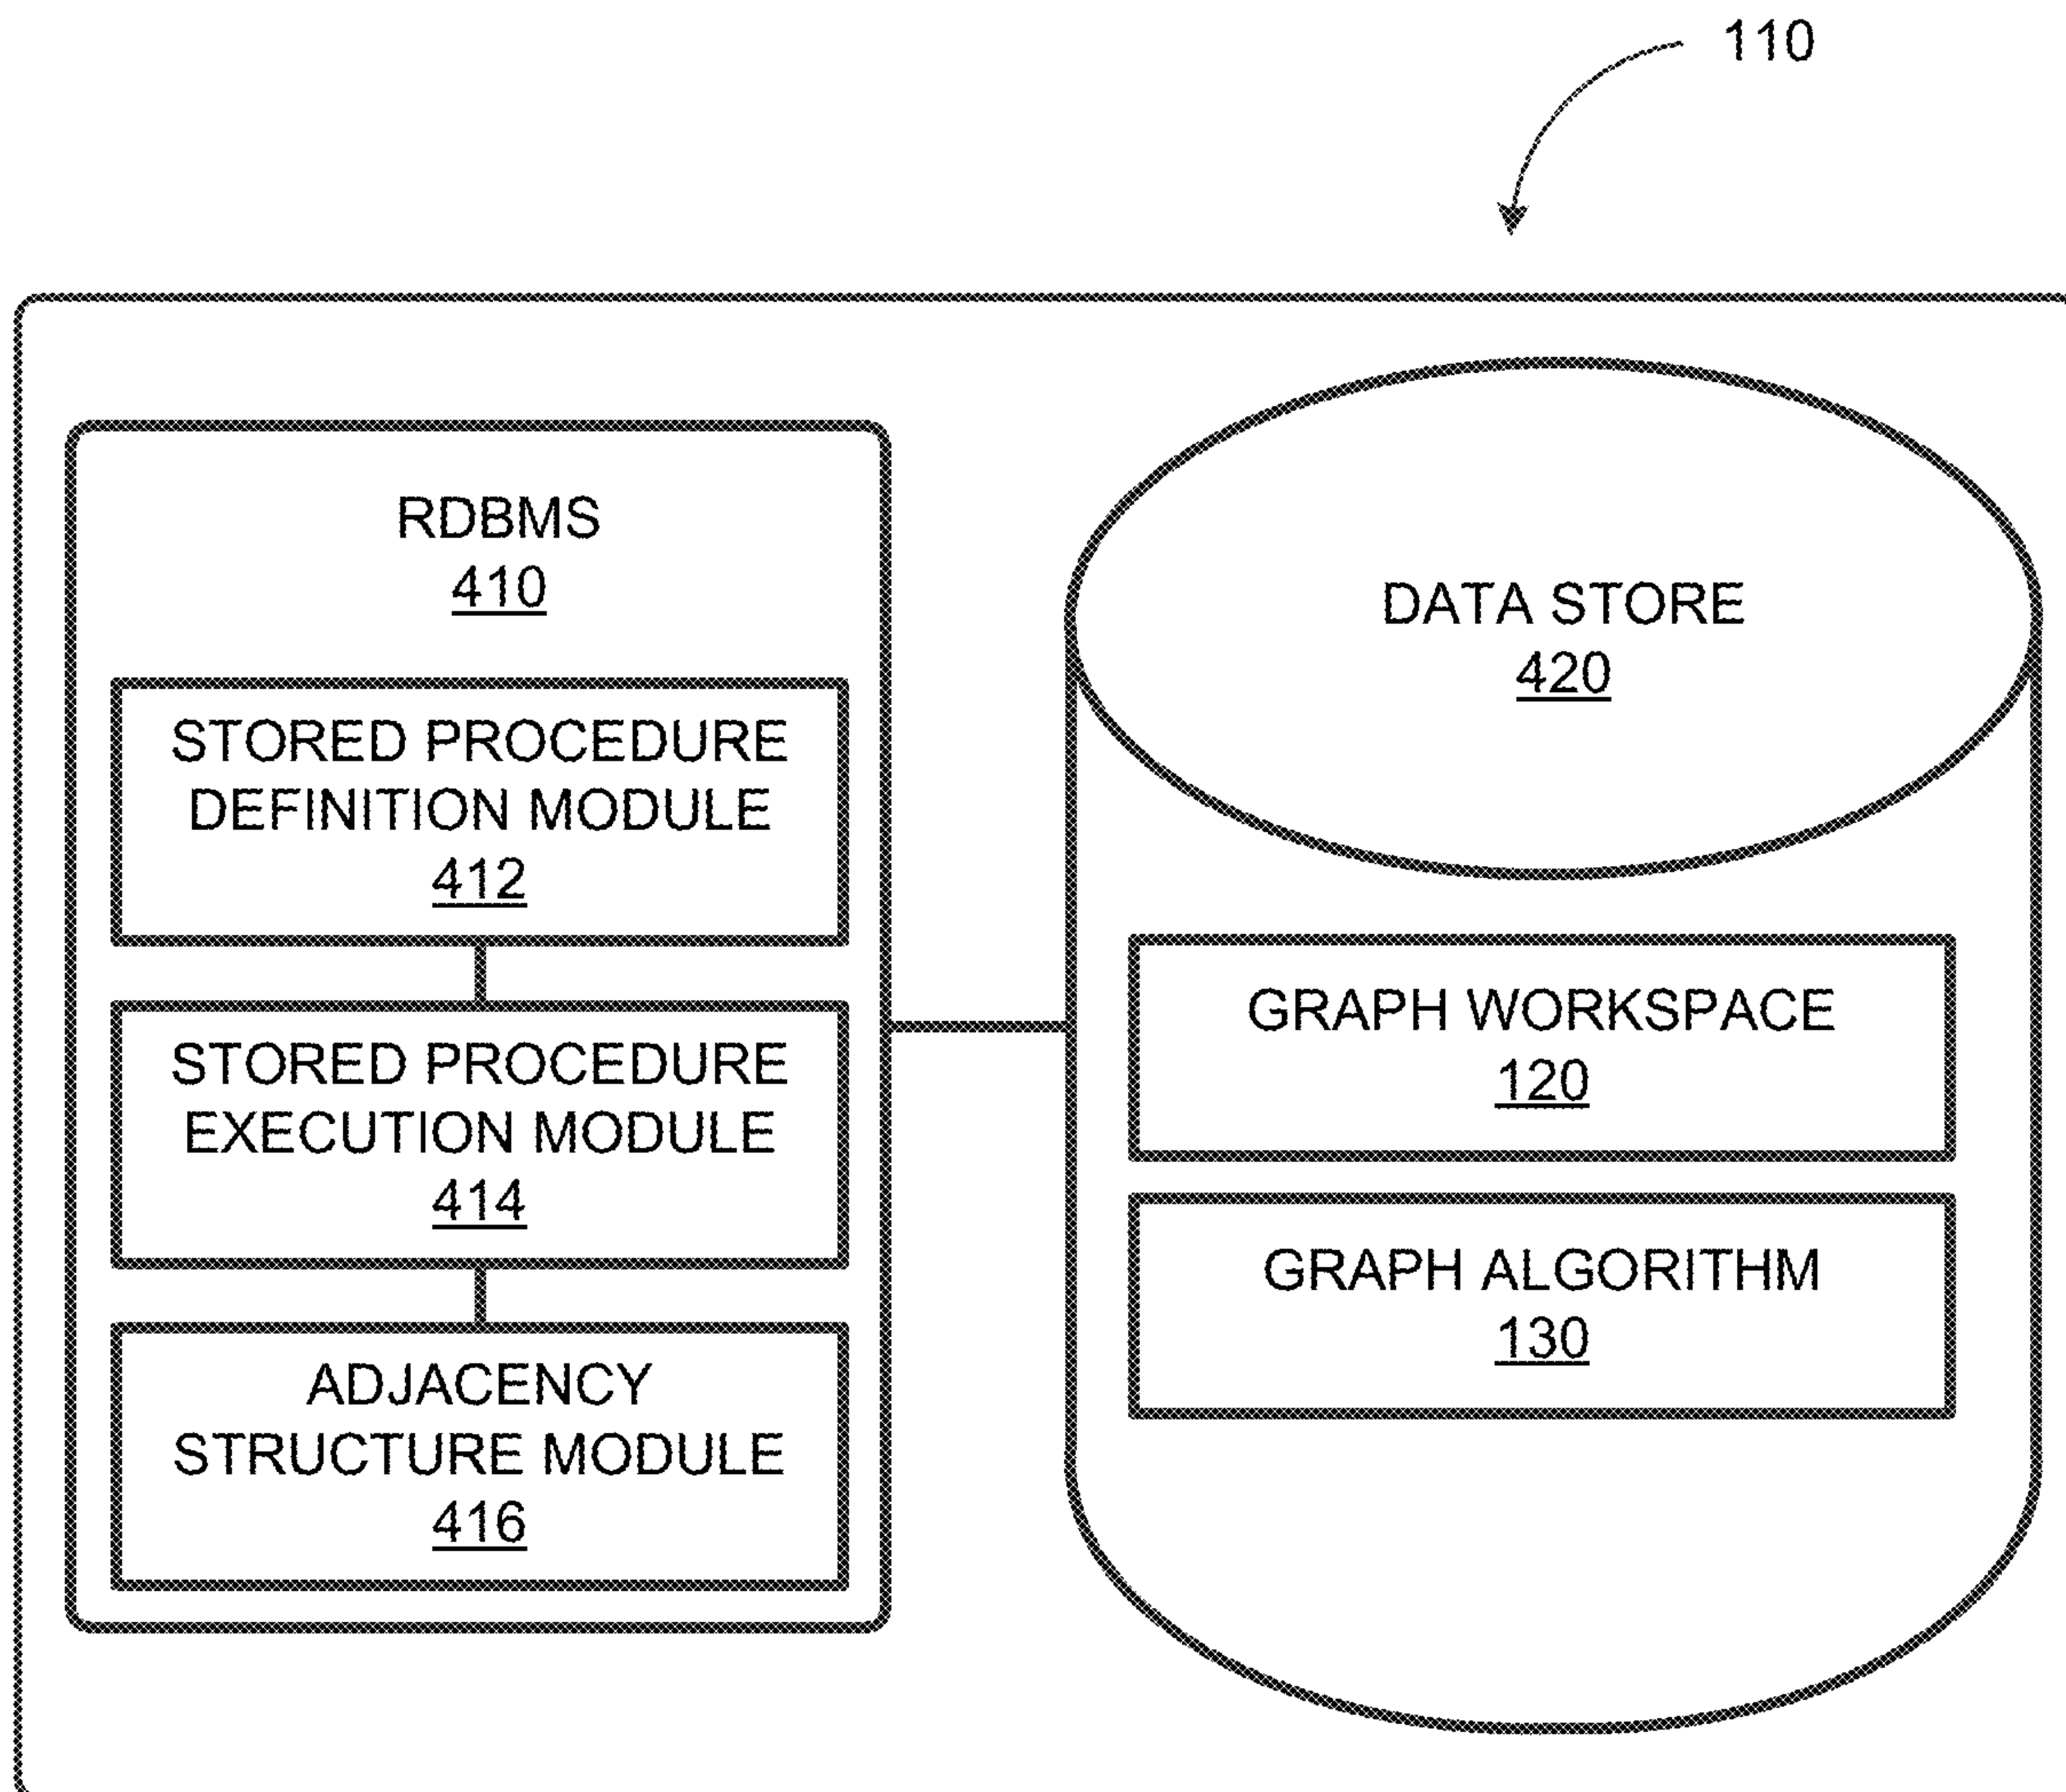 110
RDBMS
410
STORED PROCEDURE
DEFINITION MODULE
412
STORED PROCEDURE
EXECUTION MODULE
414
ADJACENCY
STRUCTURE MODULE
416
DATA STORE
420
GRAPH WORKSPACE
120
GRAPH ALGORITHM
130